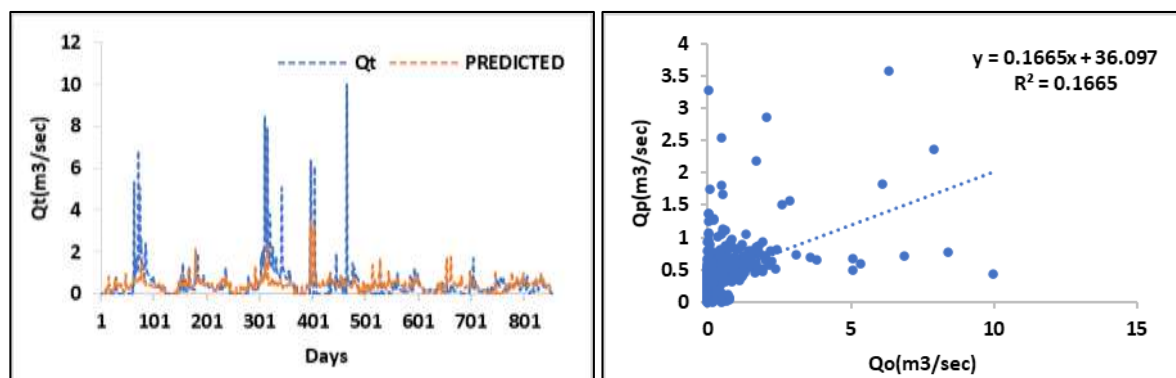 12
10
8
6
4
2
0
Qt(m3/sec)
Qt PREDICTED
1 101 201 301 401 501 601 701 801
Days
4
3.5
3
2.5
2
1.5
1
0.5
0
Qp(m3/sec)
y = 0.1665x + 36.097
R² = 0.1665
0 5 10 15
Qo(m3/sec)